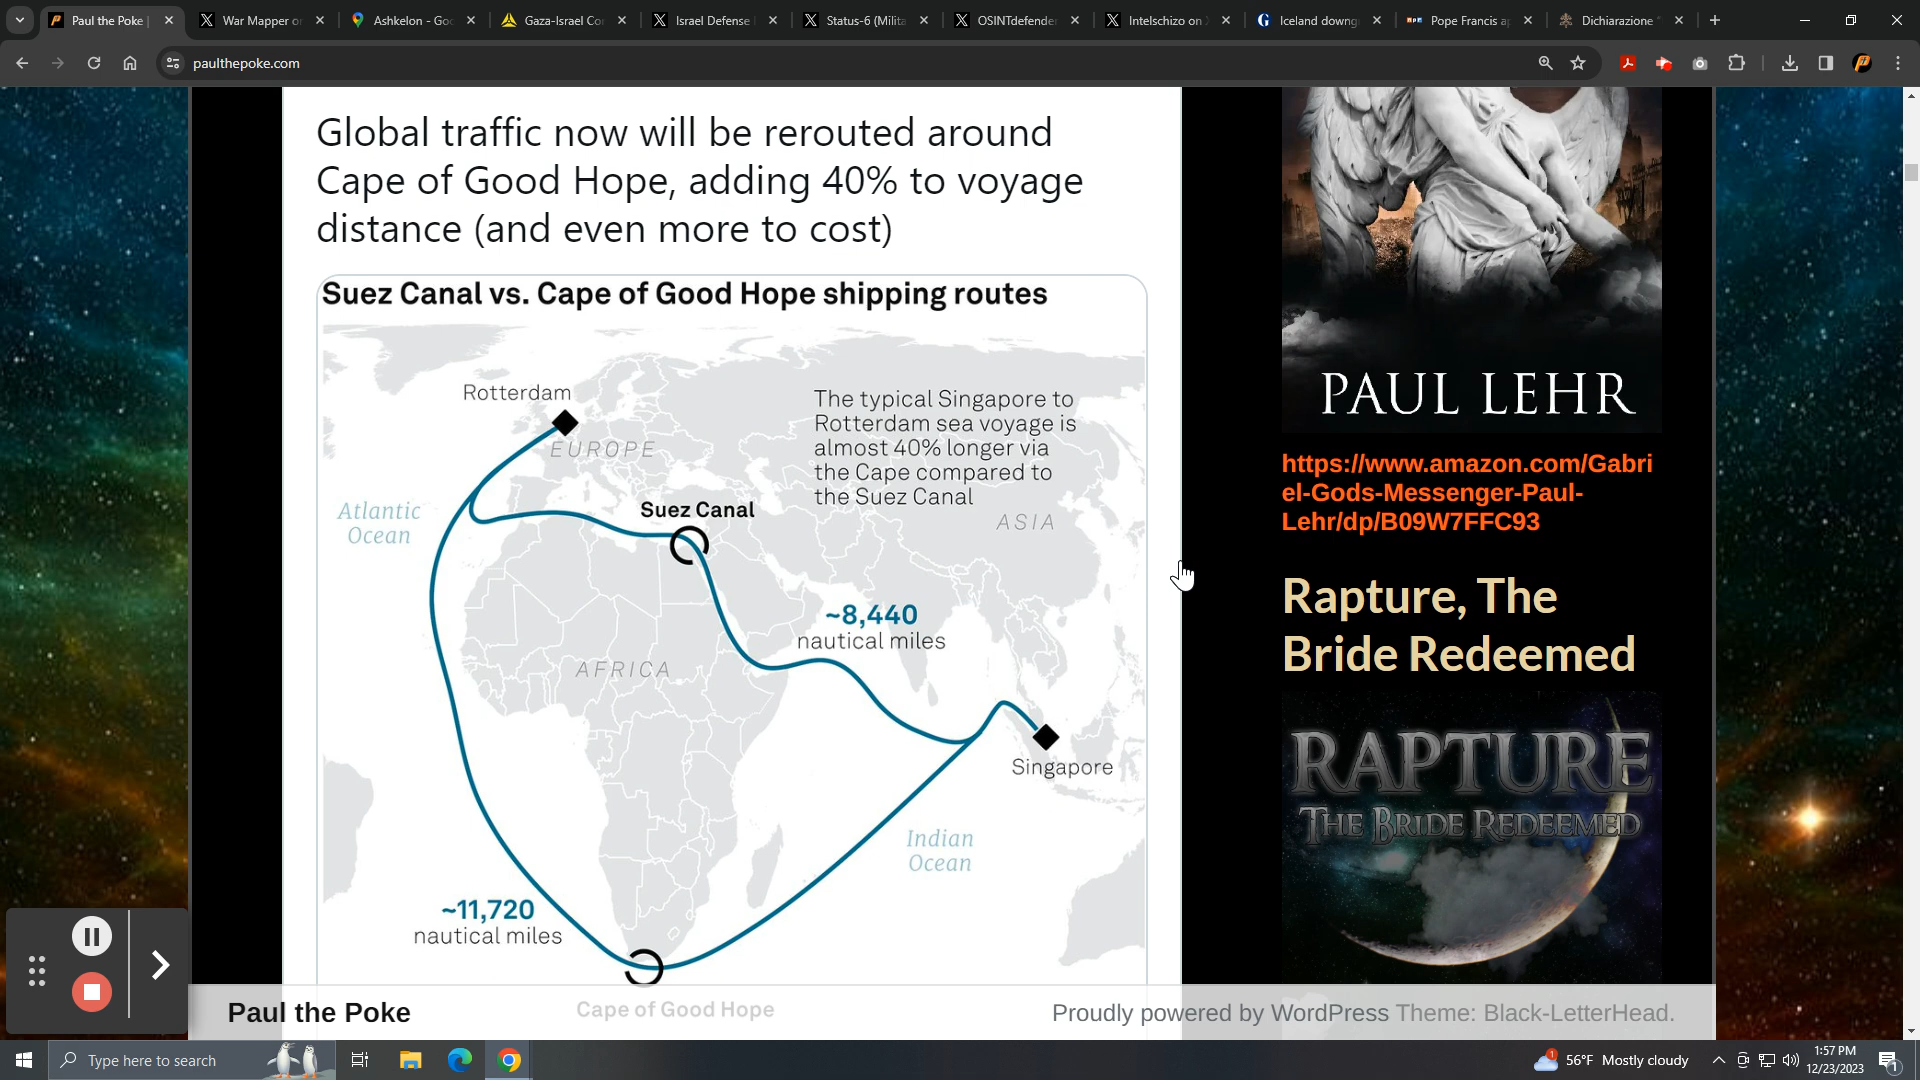 Paul the Poke |
War Mapper on
Ashkelon - Goo
Gaza-Israel Co
Israel Defense
Status-6 (Milita
OSINTdefender
Intelschizo on X
Iceland downg
Pope Francis ap
Dichiarazione "
paulthepoke.com
Global traffic now will be rerouted around
Cape of Good Hope, adding 40% to voyage
distance (and even more to cost)
Suez Canal vs. Cape of Good Hope shipping routes
Rotterdam
EUROPE
The typical Singapore to
Rotterdam sea voyage is
almost 40% longer via
the Cape compared to
the Suez Canal
Atlantic
Ocean
Suez Canal
ASIA
~8,440
nautical miles
AFRICA
Singapore
Indian
Ocean
~11,720
nautical miles
Cape of Good Hope
PAUL LEHR
https://www.amazon.com/Gabri
el-Gods-Messenger-Paul-
Lehr/dp/B09W7FFC93
Rapture, The
Bride Redeemed
RAPTURE
THE BRIDE REDEEMED
Paul the Poke
Proudly powered by WordPress Theme: Black-LetterHead.
Type here to search
1
56°F Mostly cloudy
1:57 PM
12/23/2023
1